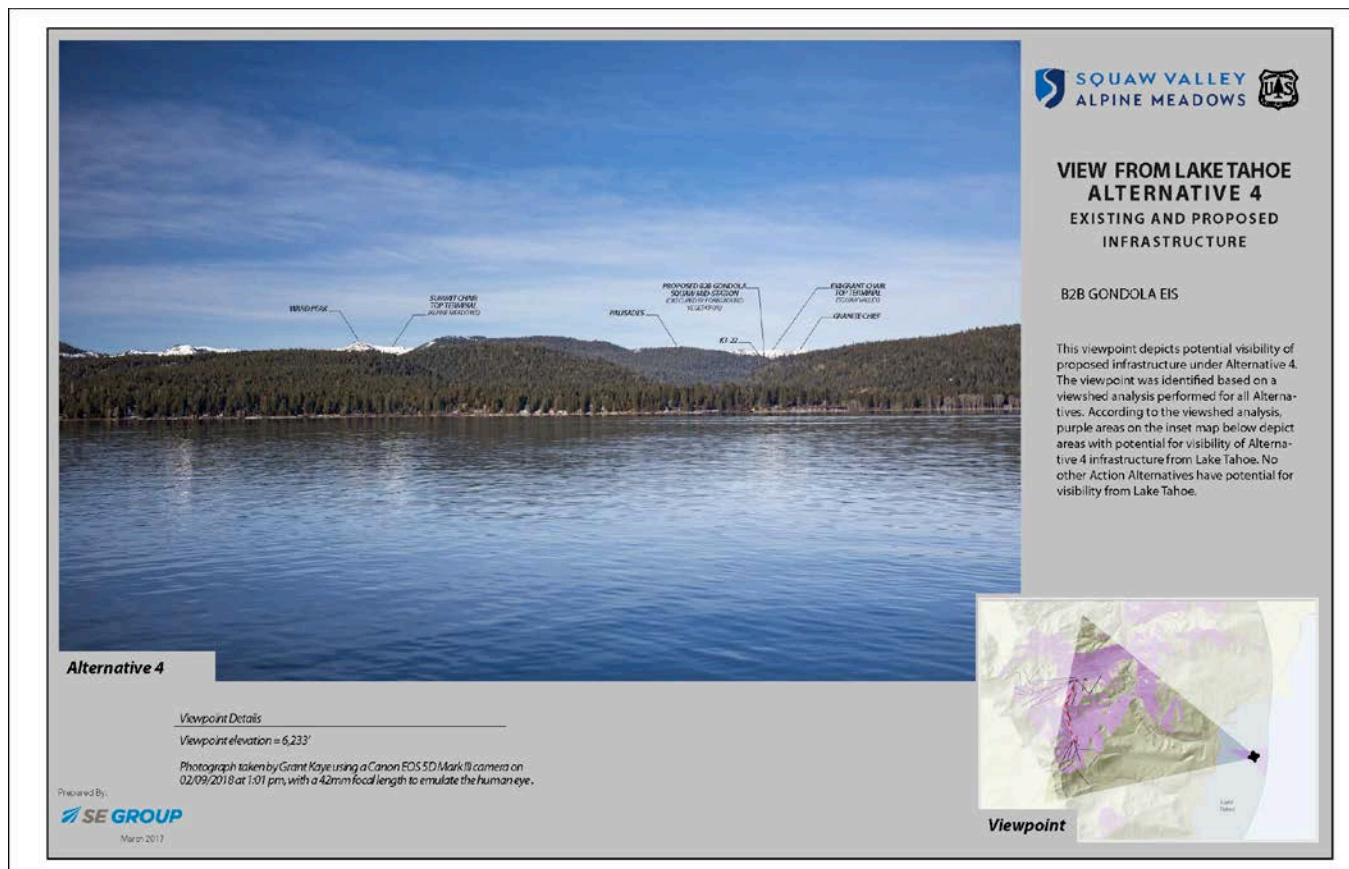 SQUAW VALLEY
ALPINE MEADOWS
VIEW FROM LAKE TAHOE
ALTERNATIVE 4
EXISTING AND PROPOSED
INFRASTRUCTURE
B2B GONDOLA EIS
This viewpoint depicts potential visibility of
proposed infrastructure under Alternative 4.
The viewpoint was identified based on a
viewshed analysis performed for all Alterna-
tives. According to the viewshed analysis,
purple areas on the inset map below depict
areas with potential for visibility of Alterna-
tive 4 infrastructure from Lake Tahoe. No
other Action Alternatives have potential for
visibility from Lake Tahoe.
WARD PEAK
SUMMIT CHAIR
TOP TERMINAL
(ALPINE MEADOWS)
PALISADES
PROPOSED B2B GONDOLA
SQUAW MID-STATION
(OBSCURED BY FOREGROUND
VEGETATION)
KT-22
EMIGRANT CHAIR
TOP TERMINAL
(SQUAW VALLEY)
GRANITE CHIEF
Alternative 4
Viewpoint Details
Viewpoint elevation = 6,233'
Photograph taken by Grant Kaye using a Canon EOS 5D Mark III camera on
02/09/2018 at 1:01 pm, with a 42mm focal length to emulate the human eye.
Prepared By:
SE GROUP
March 2017
Lake
Tahoe
Viewpoint